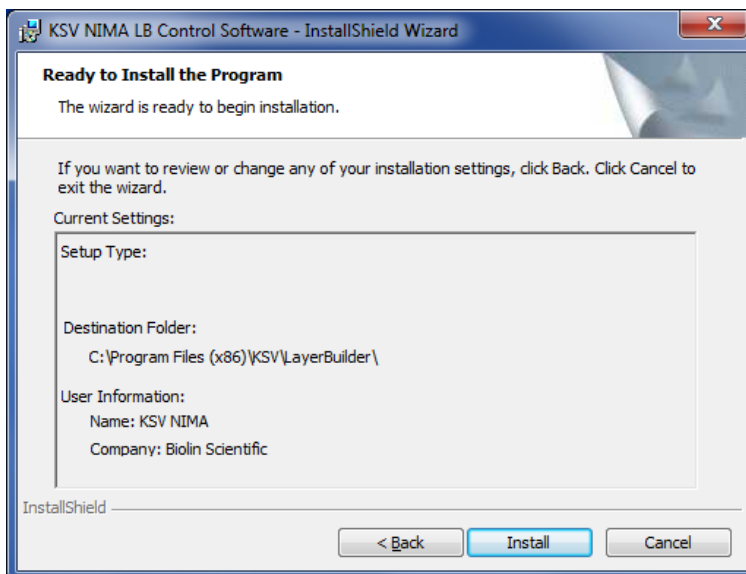 KSV NIMA LB Control Software - InstallShield Wizard
Ready to Install the Program
The wizard is ready to begin installation.
If you want to review or change any of your installation settings, click Back. Click Cancel to
exit the wizard.
Current Settings:
Setup Type:
Destination Folder:
C:\Program Files (x86)\KSV\LayerBuilder\
User Information:
Name: KSV NIMA
Company: Biolin Scientific
InstallShield
< Back
Install
Cancel